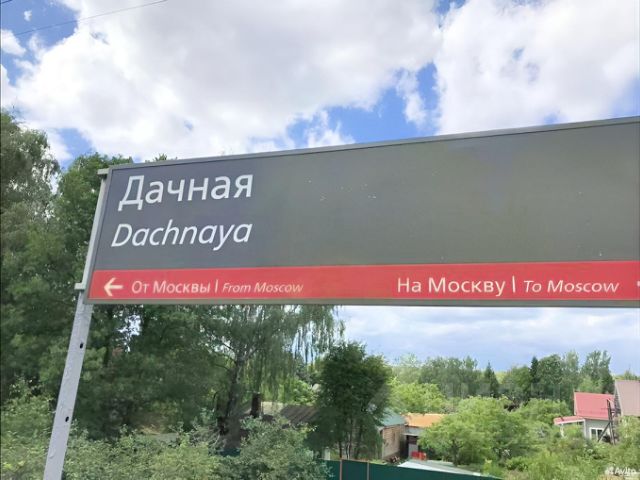 Дачная
Dachnaya
← От Москвы | From Moscow
На Москву | To Moscow
Avito